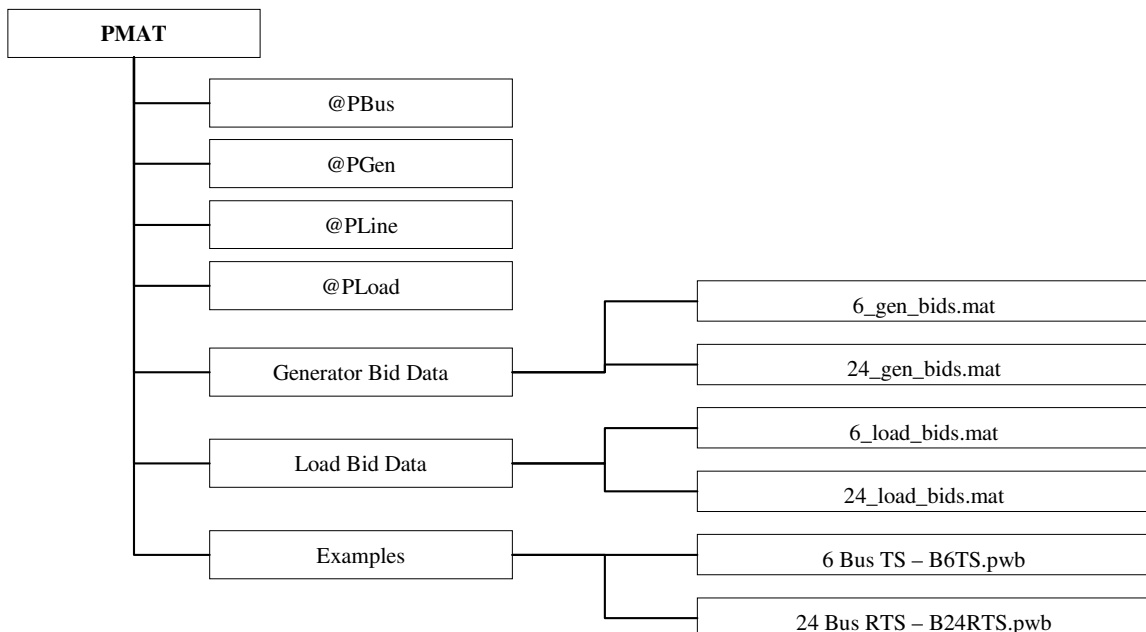 PMAT
@PBus
@PGen
@PLine
@PLoad
Generator Bid Data
6_gen_bids.mat
24_gen_bids.mat
Load Bid Data
6_load_bids.mat
24_load_bids.mat
Examples
6 Bus TS – B6TS.pwb
24 Bus RTS – B24RTS.pwb